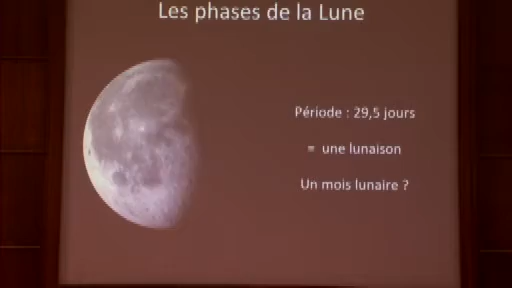 Les phases de la Lune
Période : 29,5 jours
= une lunaison
Un mois lunaire ?